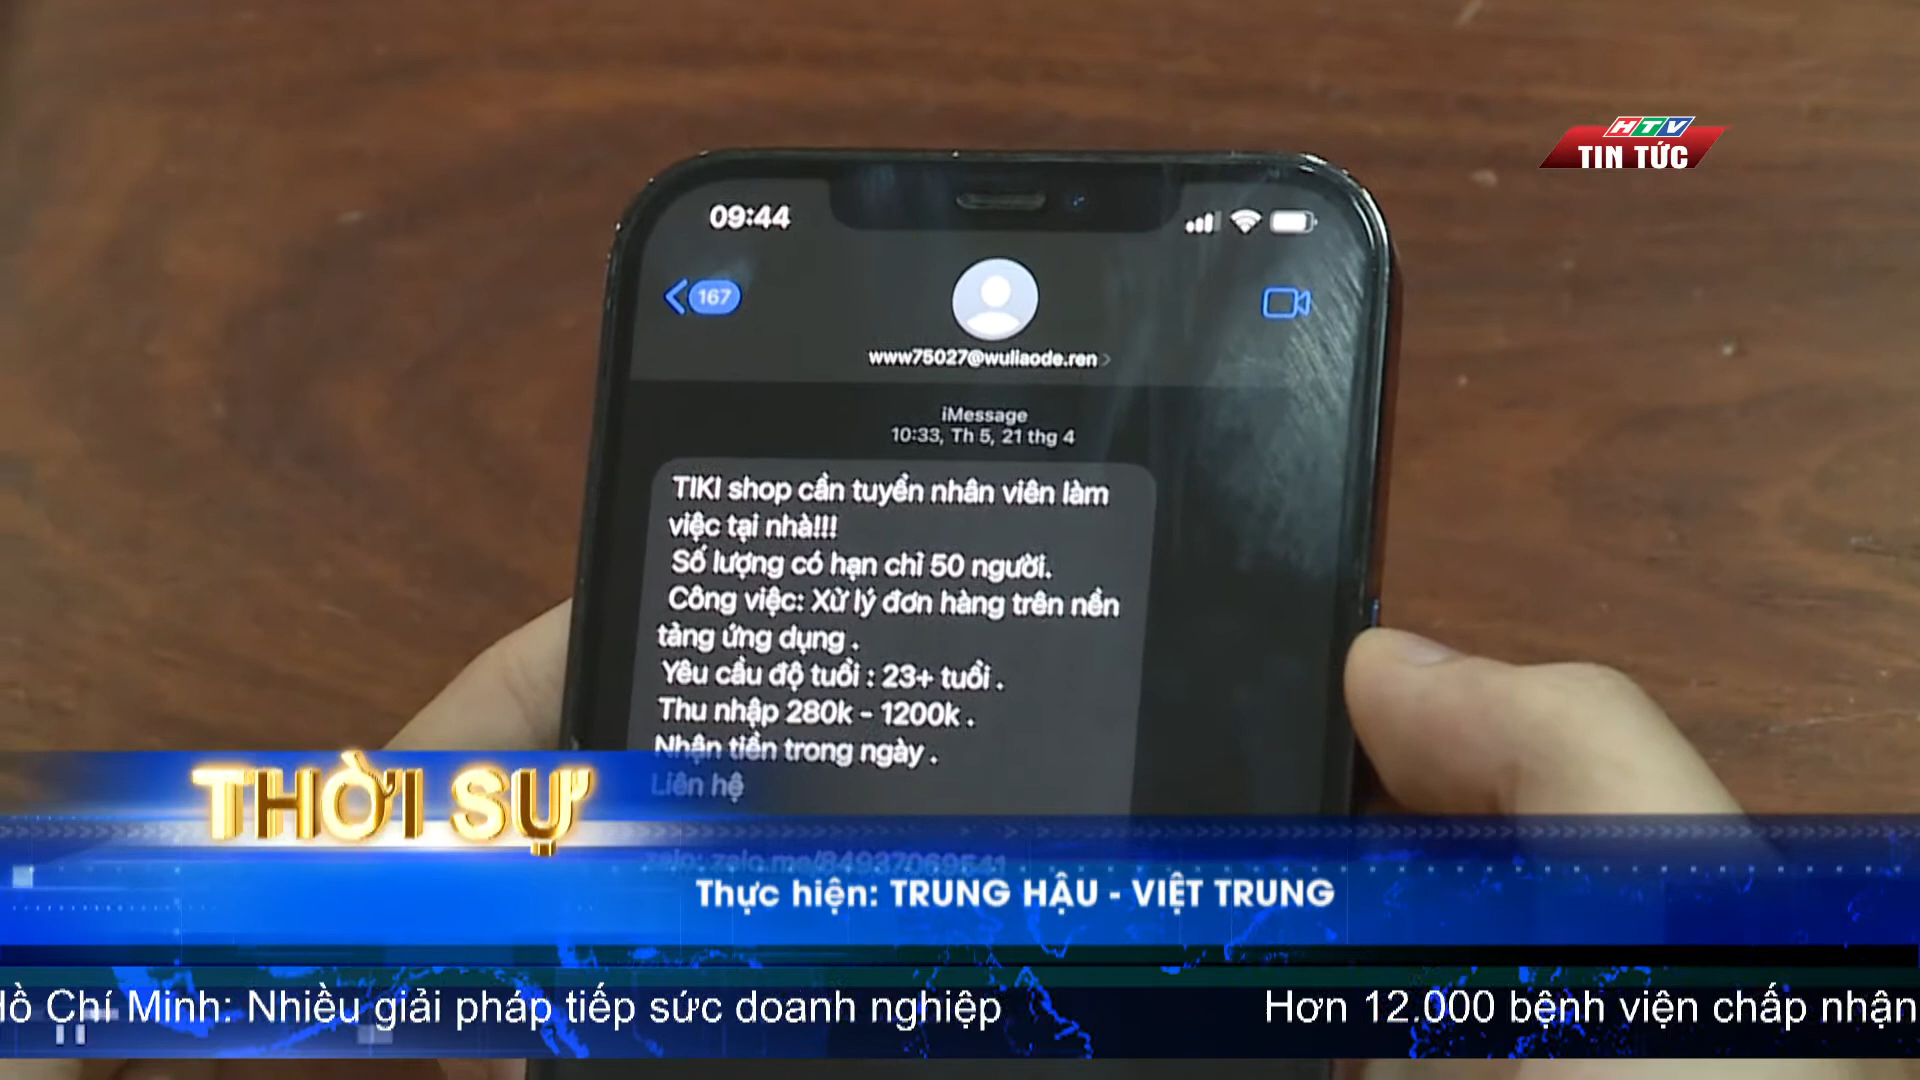 HTV
TIN TỨC
09:44
167
www75027@wuliaode.ren
iMessage
10:33, Th 5, 21 thg 4
TIKI shop cần tuyển nhân viên làm
việc tại nhà!!!
Số lượng có hạn chỉ 50 người.
Công việc: Xử lý đơn hàng trên nền
tảng ứng dụng .
Yêu cầu độ tuổi : 23+ tuổi .
Thu nhập 280k - 1200k .
Nhận tiền trong ngày .
Liên hệ
THỜI SỰ
Thực hiện: TRUNG HẬU - VIỆT TRUNG
Hồ Chí Minh: Nhiều giải pháp tiếp sức doanh nghiệp
Hơn 12.000 bệnh viện chấp nhận